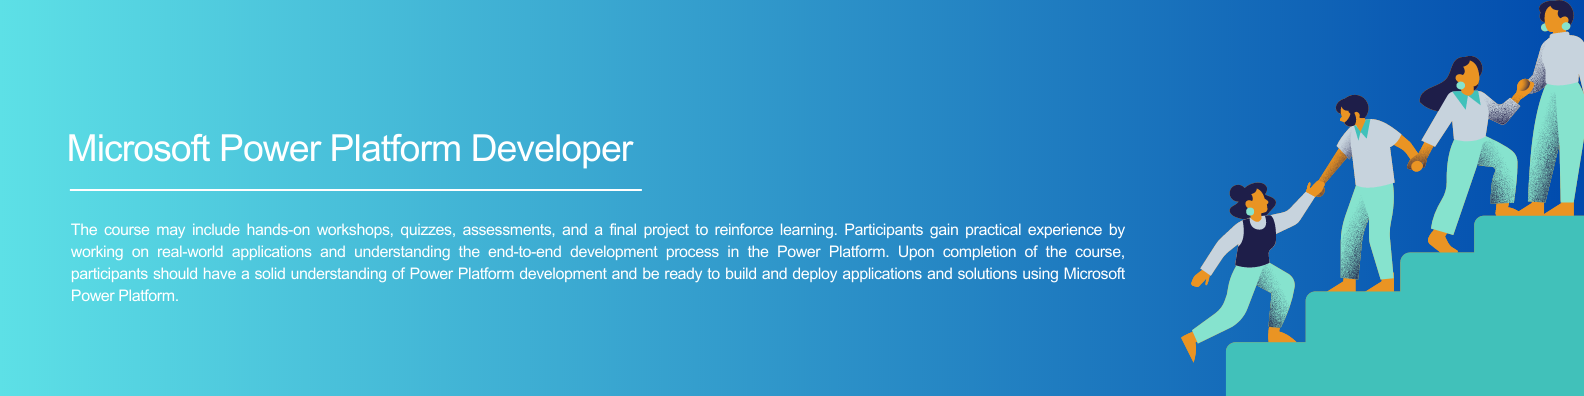 Microsoft Power Platform Developer
The course may include hands-on workshops, quizzes, assessments, and a final project to reinforce learning. Participants gain practical experience by
working on real-world applications and understanding the end-to-end development process in the Power Platform. Upon completion of the course,
participants should have a solid understanding of Power Platform development and be ready to build and deploy applications and solutions using Microsoft
Power Platform.